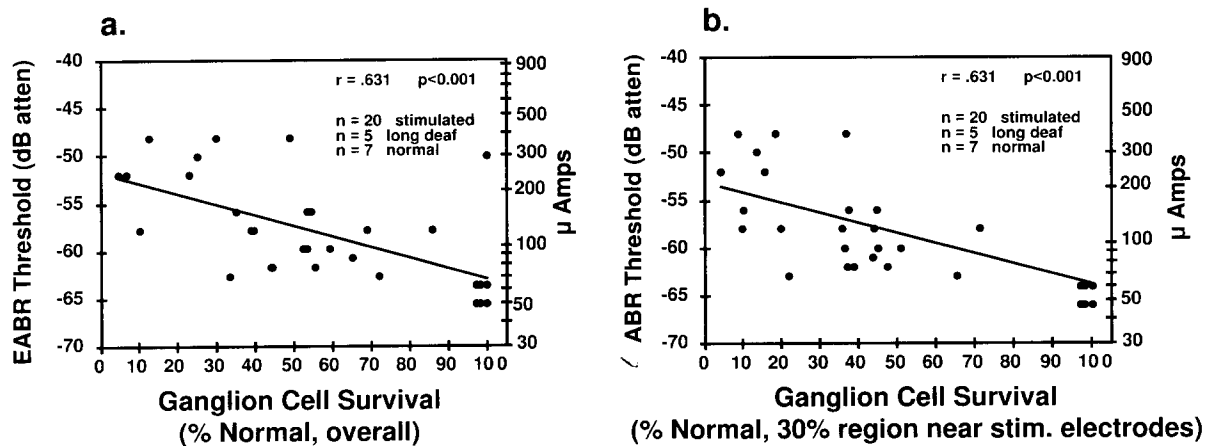 a.
EABR Threshold (dB atten)
-40
-45
-50
-55
-60
-65
-70
r = .631 p<0.001
n = 20 stimulated
n = 5 long deaf
n = 7 normal
900
500
300
200
100
50
30
µ Amps
0 10 20 30 40 50 60 70 80 90 100
Ganglion Cell Survival
(% Normal, overall)
b.
ABR Threshold (dB atten)
-40
-45
-50
-55
-60
-65
-70
r = .631 p<0.001
n = 20 stimulated
n = 5 long deaf
n = 7 normal
900
500
300
200
100
50
30
µ Amps
0 10 20 30 40 50 60 70 80 90 100
Ganglion Cell Survival
(% Normal, 30% region near stim. electrodes)